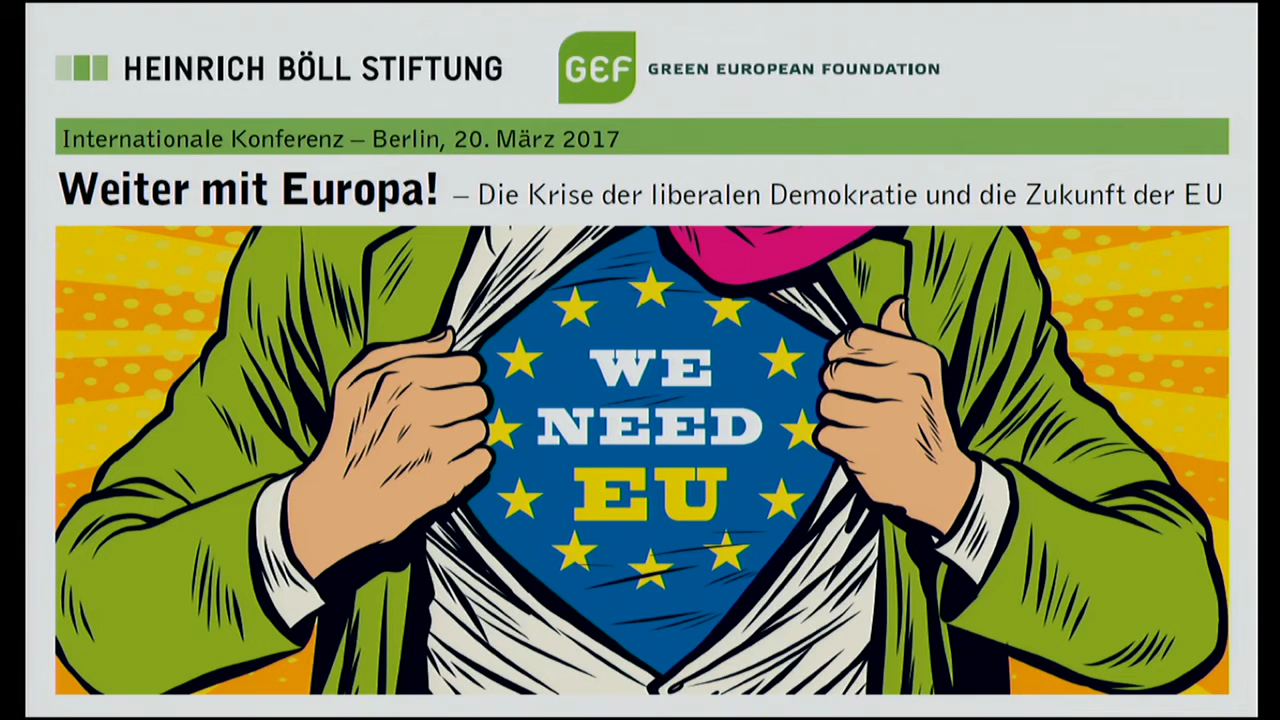 HEINRICH BÖLL STIFTUNG
GEF GREEN EUROPEAN FOUNDATION
Internationale Konferenz – Berlin, 20. März 2017
Weiter mit Europa! – Die Krise der liberalen Demokratie und die Zukunft der EU
WE
NEED
EU